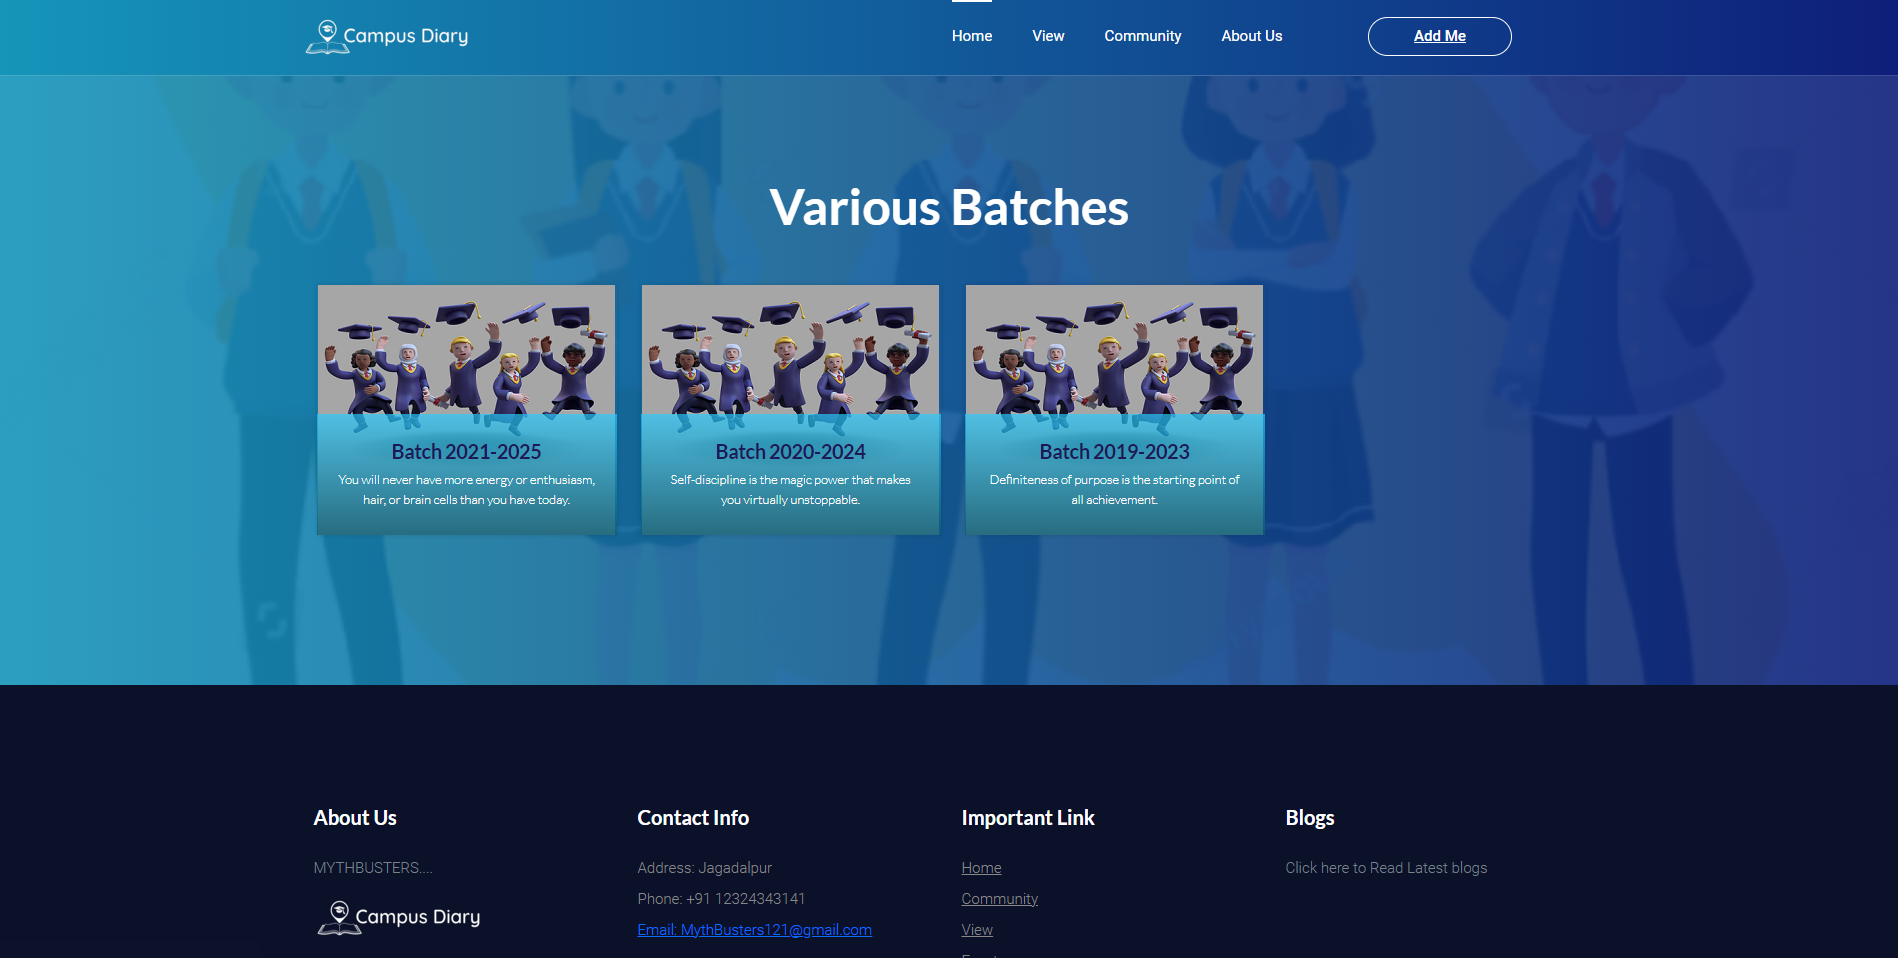 Campus Diary
Home
View
Community
About Us
Add Me
Various Batches
Batch 2021-2025
You will never have more energy or enthusiasm,
hair, or brain cells than you have today.
Batch 2020-2024
Self-discipline is the magic power that makes
you virtually unstoppable.
Batch 2019-2023
Definiteness of purpose is the starting point of
all achievement.
About Us
MYTHBUSTERS....
Campus Diary
Contact Info
Address: Jagadalpur
Phone: +91 12324343141
Email: MythBusters121@gmail.com
Important Link
Home
Community
View
Blogs
Click here to Read Latest blogs